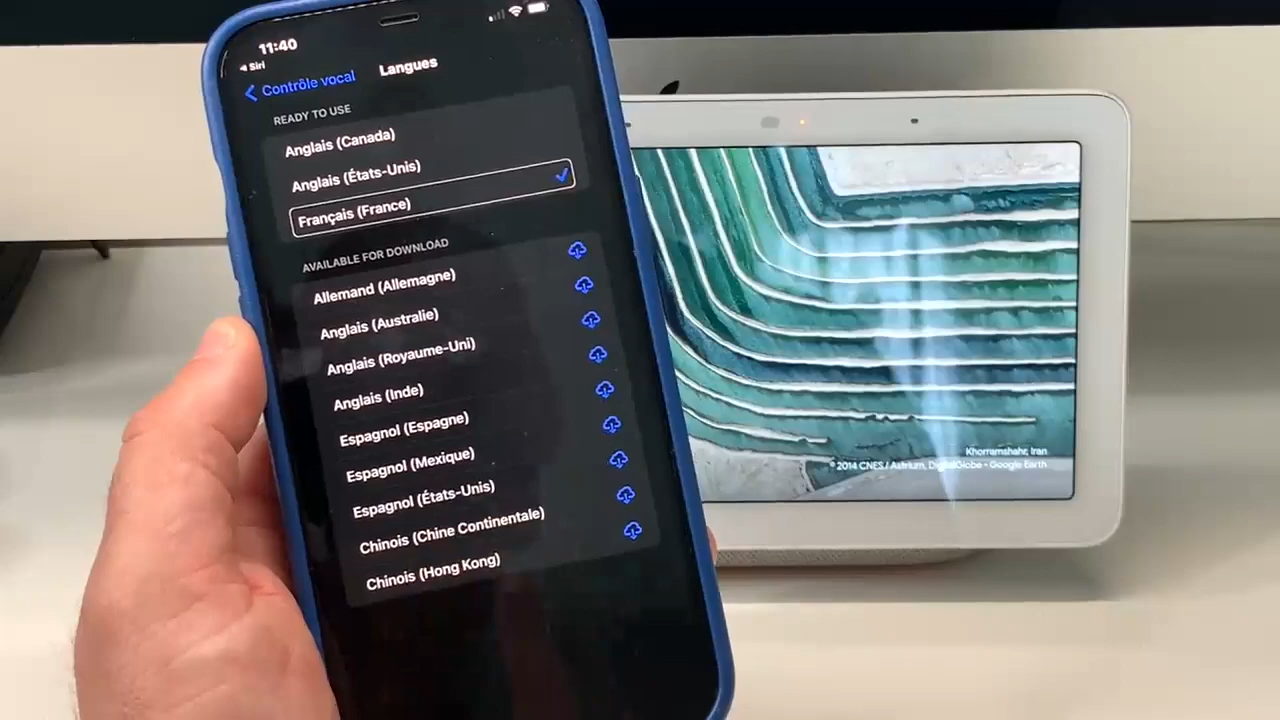 11:40
Siri
Contrôle vocal
Langues
READY TO USE
Anglais (Canada)
Anglais (États-Unis)
Français (France)
AVAILABLE FOR DOWNLOAD
Allemand (Allemagne)
Anglais (Australie)
Anglais (Royaume-Uni)
Anglais (Inde)
Espagnol (Espagne)
Espagnol (Mexique)
Espagnol (États-Unis)
Chinois (Chine Continentale)
Chinois (Hong Kong)
Khorramshahr, Iran
© 2014 CNES / Astrium, DigitalGlobe - Google Earth